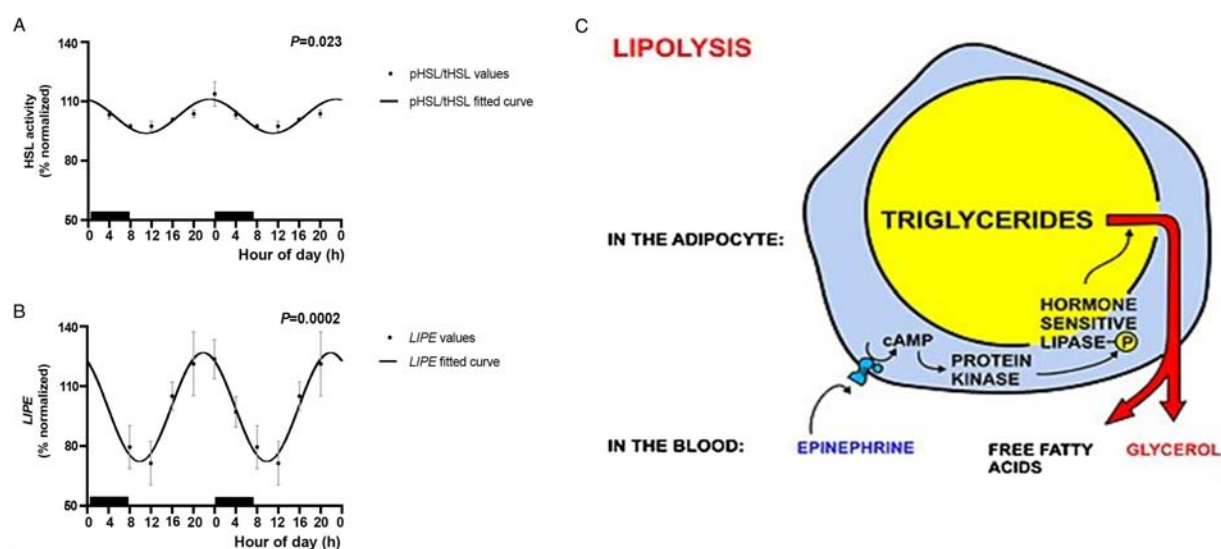 A
P=0.023
140
110
80
50
HSL activity
(% normalized)
pHSL/tHSL values
pHSL/tHSL fitted curve
0 4 8 12 16 20 0 4 8 12 16 20 0
Hour of day (h)
B
P=0.0002
140
110
80
50
LIPE
(% normalized)
LIPE values
LIPE fitted curve
0 4 8 12 16 20 0 4 8 12 16 20 0
Hour of day (h)
C
LIPOLYSIS
IN THE ADIPOCYTE:
TRIGLYCERIDES
HORMONE
SENSITIVE
LIPASE
P
cAMP
PROTEIN
KINASE
IN THE BLOOD:
EPINEPHRINE
FREE FATTY
ACIDS
GLYCEROL